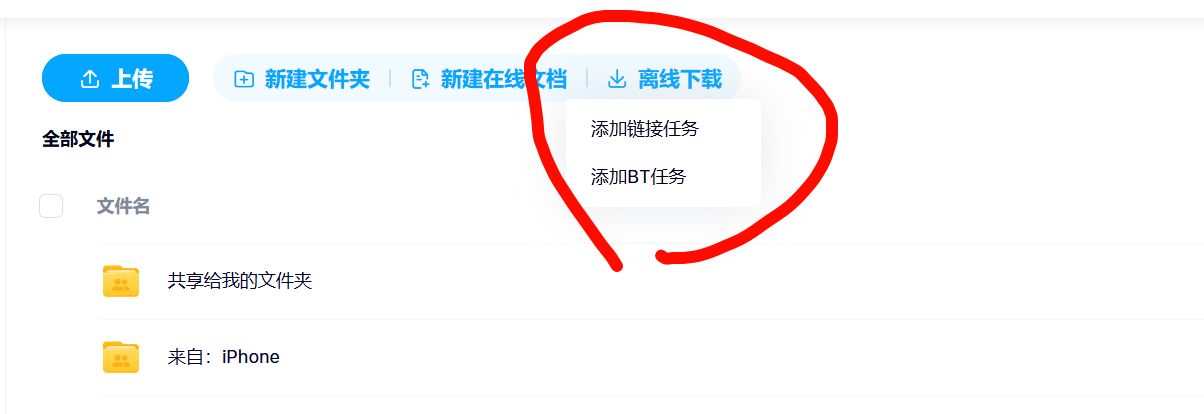 上传 新建文件夹 新建在线文档 离线下载
添加链接任务
添加BT任务
全部文件
文件名
共享给我的文件夹
来自：iPhone